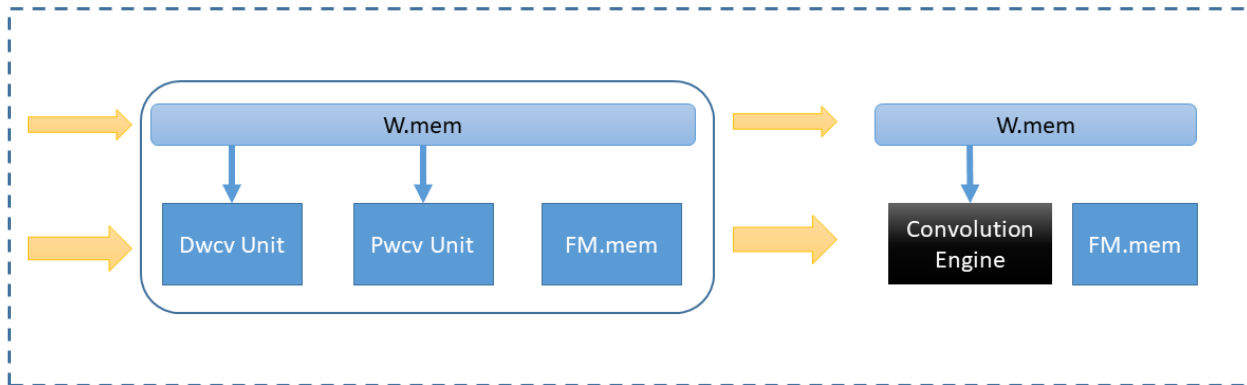 W.mem
Dwcv Unit
Pwcv Unit
FM.mem
W.mem
Convolution
Engine
FM.mem